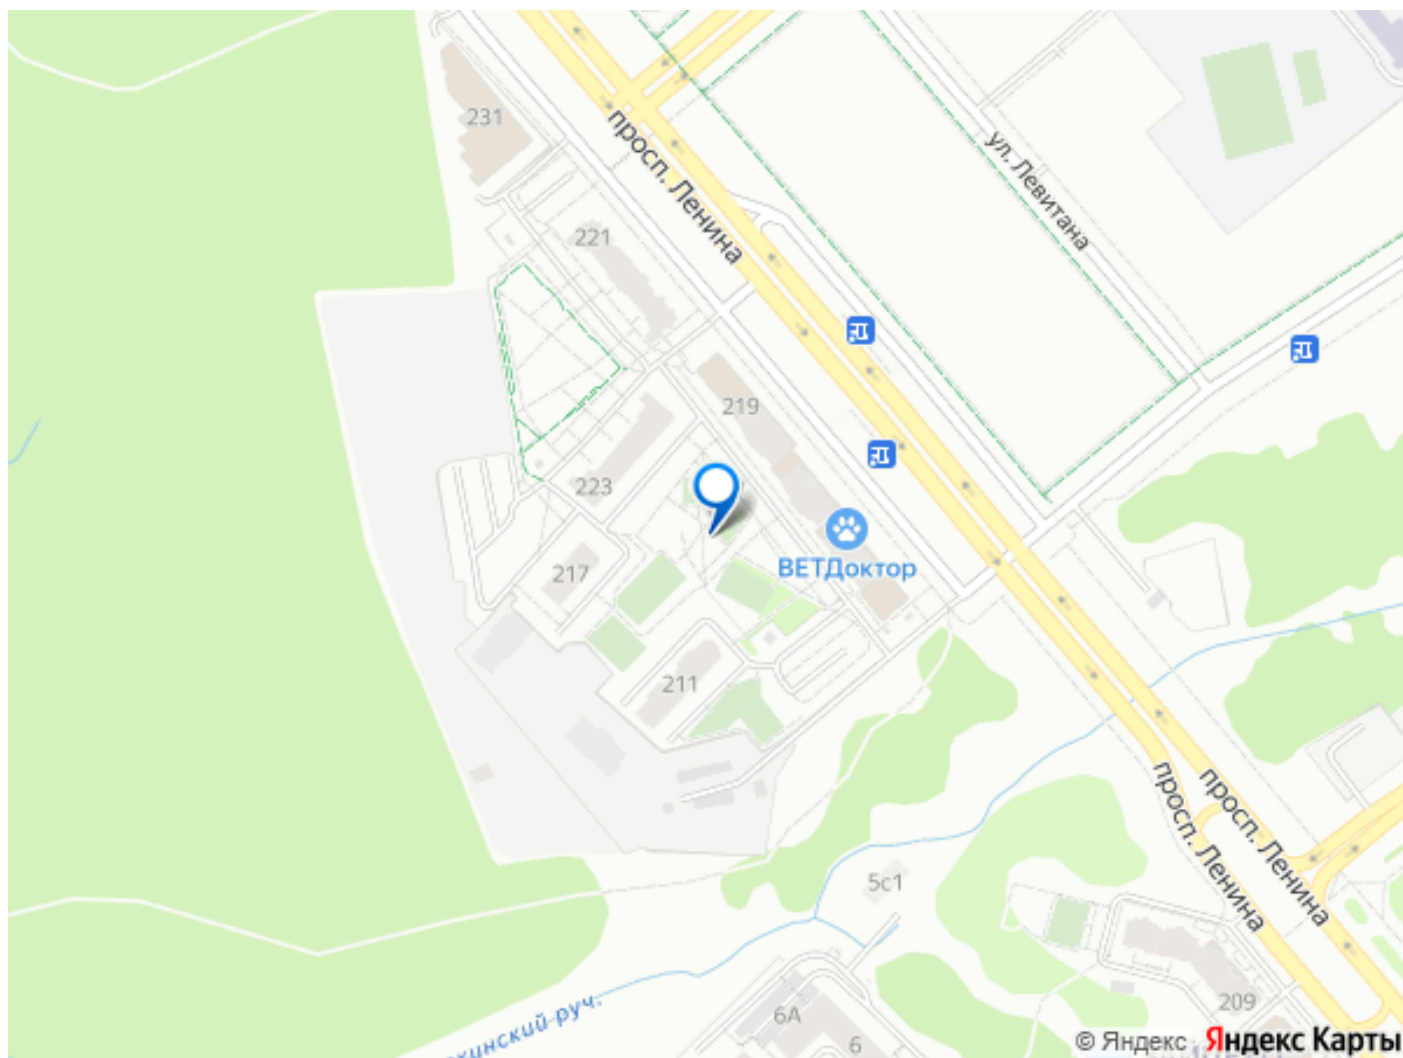 231
просп. Ленина
ул. Левитана
221
219
223
ВЕТДоктор
217
211
просп. Ленина
просп. Ленина
5с1
209
6А
6
руч.
© Яндекс Яндекс Карты